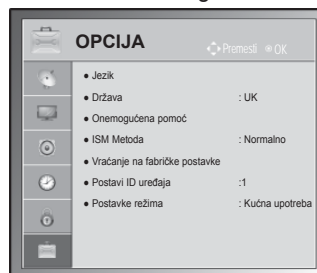 OPCIJA
Premesti OK
● Jezik
● Država : UK
● Onemogućena pomoć
● ISM Metoda : Normalno
● Vraćanje na fabričke postavke
● Postavi ID uređaja :1
● Postavke režima : Kućna upotreba